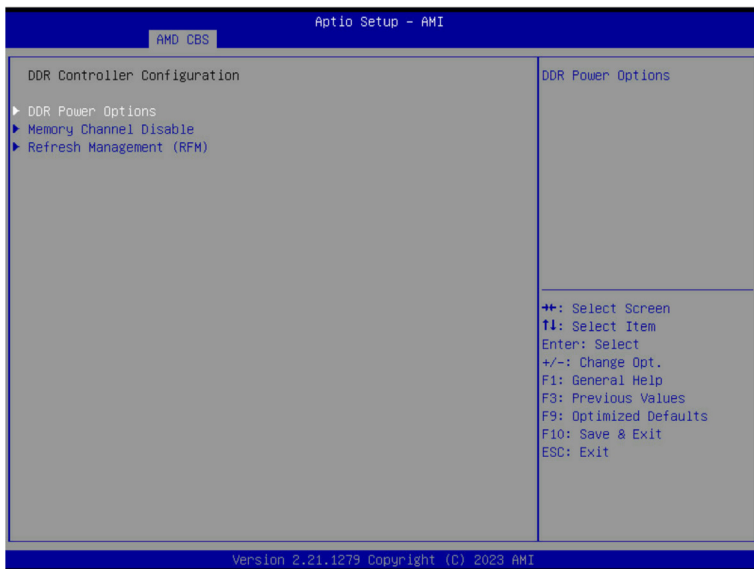 Aptio Setup – AMI
AMD CBS
DDR Controller Configuration
DDR Power Options
Memory Channel Disable
Refresh Management (RFM)
DDR Power Options
→←: Select Screen
↑↓: Select Item
Enter: Select
+/-: Change Opt.
F1: General Help
F3: Previous Values
F9: Optimized Defaults
F10: Save & Exit
ESC: Exit
Version 2.21.1279 Copyright (C) 2023 AMI